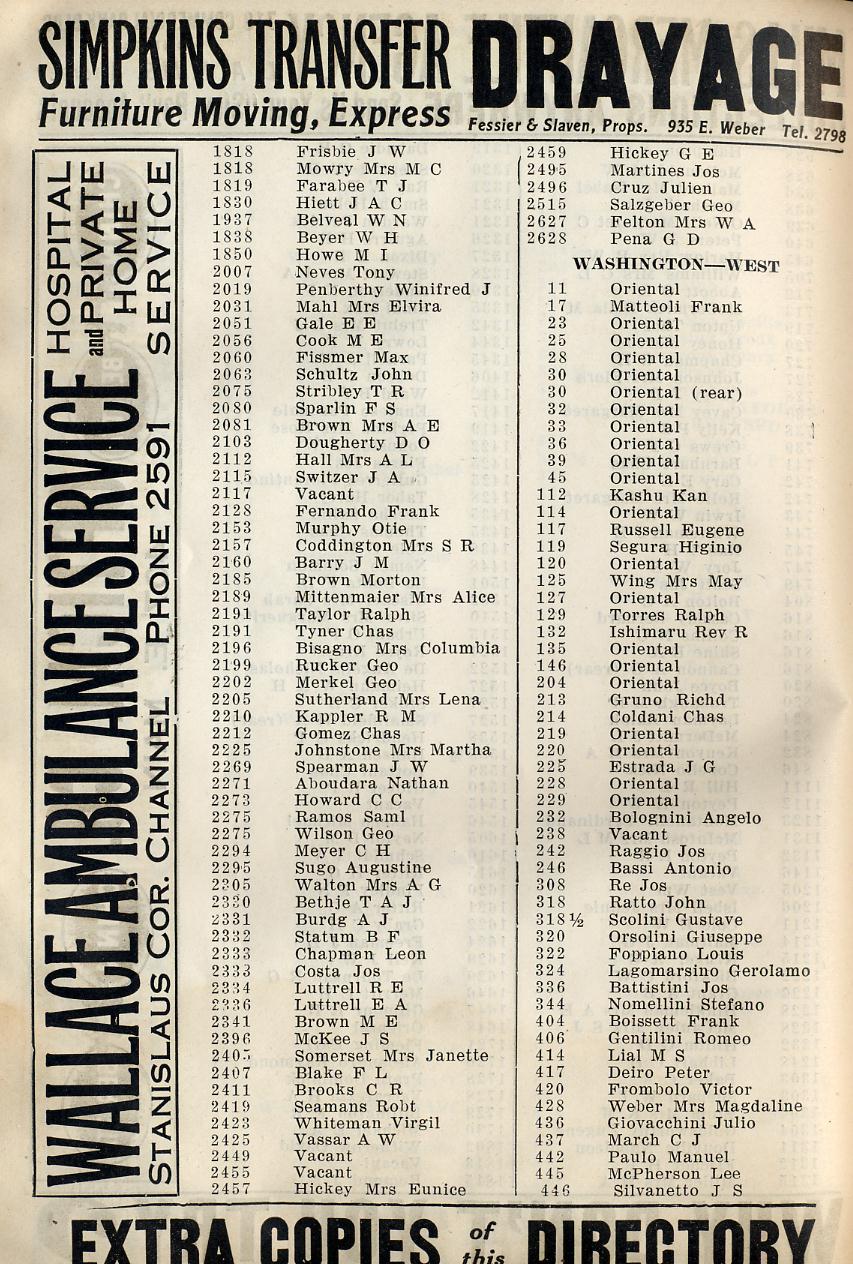 SIMPKINS TRANSFER DRAYAGE
Furniture Moving, Express
Fessier & Slaven, Props. 935 E. Weber Tel. 2798
WALLACE AMBULANCE SERVICE
HOSPITAL
and PRIVATE
HOME
SERVICE
STANISLAUS COR. CHANNEL PHONE 2591
1818 Frisbie J W
1818 Mowry Mrs M C
1819 Farabee T J
1830 Hiett J A C
1937 Belveal W N
1838 Beyer W H
1850 Howe M I
2007 Neves Tony
2019 Penberthy Winifred J
2031 Mahl Mrs Elvira
2051 Gale E E
2056 Cook M E
2060 Fissmer Max
2063 Schultz John
2075 Stribley T R
2080 Sparlin F S
2081 Brown Mrs A E
2103 Dougherty D O
2112 Hall Mrs A L
2115 Switzer J A
2117 Vacant
2128 Fernando Frank
2153 Murphy Otie
2157 Coddington Mrs S R
2160 Barry J M
2185 Brown Morton
2189 Mittenmaier Mrs Alice
2191 Taylor Ralph
2191 Tyner Chas
2196 Bisagno Mrs Columbia
2199 Rucker Geo
2202 Merkel Geo
2205 Sutherland Mrs Lena
2210 Kappler R M
2212 Gomez Chas
2225 Johnstone Mrs Martha
2269 Spearman J W
2271 Aboudara Nathan
2273 Howard C C
2275 Ramos Saml
2275 Wilson Geo
2294 Meyer C H
2295 Sugo Augustine
2305 Walton Mrs A G
2330 Bethje T A J
2331 Burdg A J
2332 Statum B F
2333 Chapman Leon
2333 Costa Jos
2334 Luttrell R E
2336 Luttrell E A
2341 Brown M E
2396 McKee J S
2405 Somerset Mrs Janette
2407 Blake F L
2411 Brooks C R
2419 Seamans Robt
2423 Whiteman Virgil
2425 Vassar A W
2449 Vacant
2455 Vacant
2457 Hickey Mrs Eunice
2459 Hickey G E
2495 Martines Jos
2496 Cruz Julien
2515 Salzgeber Geo
2627 Felton Mrs W A
2628 Pena G D
WASHINGTON—WEST
11 Oriental
17 Matteoli Frank
23 Oriental
25 Oriental
28 Oriental
30 Oriental
30 Oriental (rear)
32 Oriental
33 Oriental
36 Oriental
39 Oriental
45 Oriental
112 Kashu Kan
114 Oriental
117 Russell Eugene
119 Segura Higinio
120 Oriental
125 Wing Mrs May
127 Oriental
129 Torres Ralph
132 Ishimaru Rev R
135 Oriental
146 Oriental
204 Oriental
213 Gruno Richd
214 Coldani Chas
219 Oriental
220 Oriental
225 Estrada J G
228 Oriental
229 Oriental
232 Bolognini Angelo
238 Vacant
242 Raggio Jos
246 Bassi Antonio
308 Re Jos
318 Ratto John
318½ Scolini Gustave
320 Orsolini Giuseppe
322 Foppiano Louis
324 Lagomarsino Gerolamo
336 Battistini Jos
344 Nomellini Stefano
404 Boissett Frank
406 Gentilini Romeo
414 Lial M S
417 Deiro Peter
420 Frombolo Victor
428 Weber Mrs Magdaline
436 Giovacchini Julio
437 March C J
442 Paulo Manuel
445 McPherson Lee
446 Silvanetto J S
EXTRA COPIES of this DIRECTORY